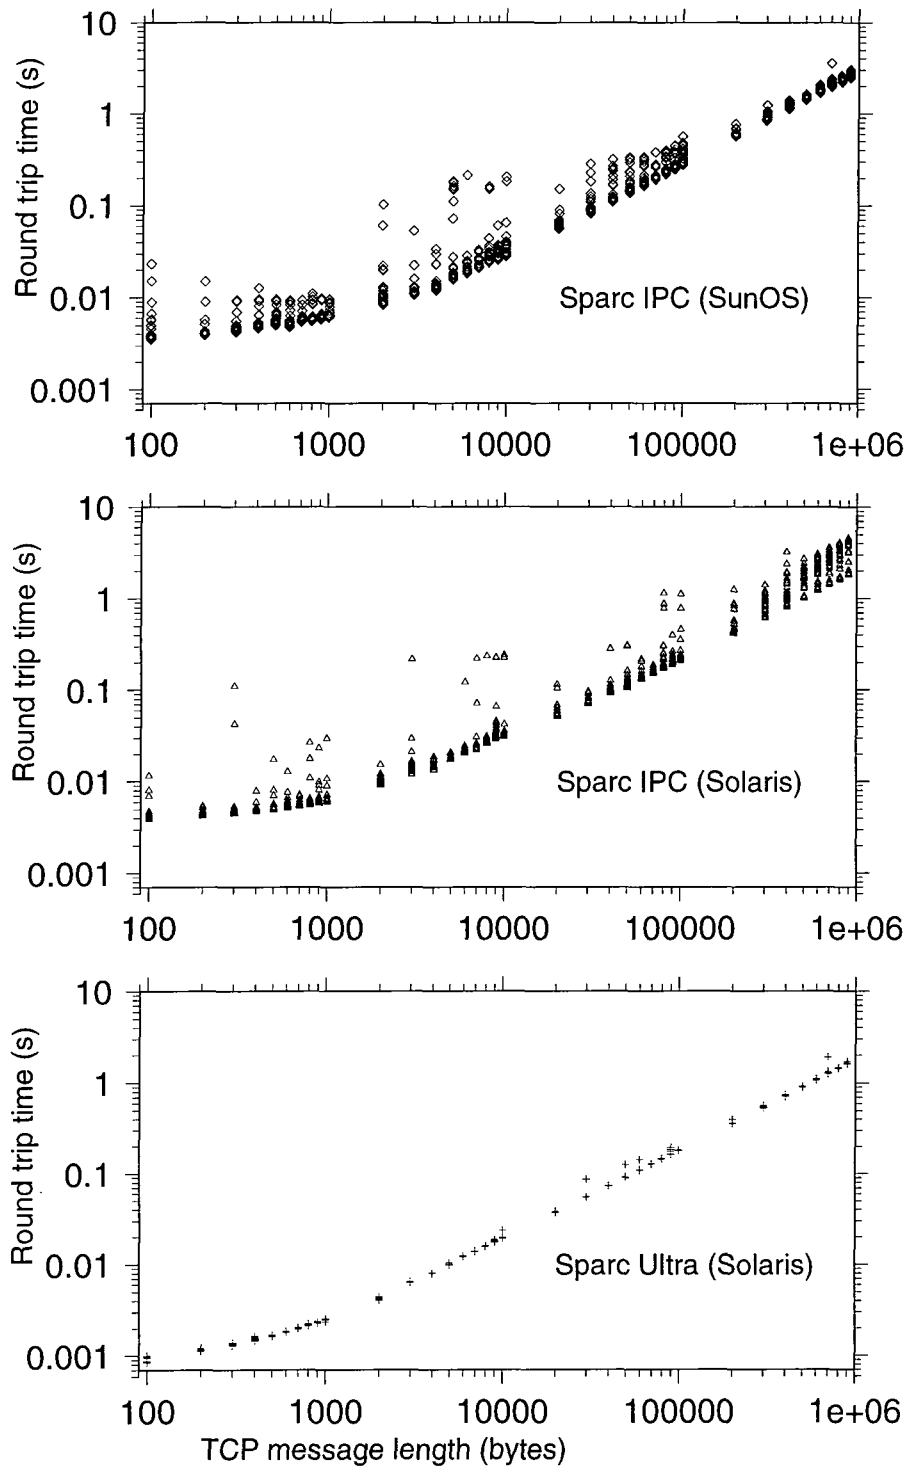 10
1
0.1
0.01
0.001
Round trip time (s)
Sparc IPC (SunOS)
100 1000 10000 100000 1e+06
10
1
0.1
0.01
0.001
Round trip time (s)
Sparc IPC (Solaris)
100 1000 10000 100000 1e+06
10
1
0.1
0.01
0.001
Round trip time (s)
Sparc Ultra (Solaris)
100 1000 10000 100000 1e+06
TCP message length (bytes)